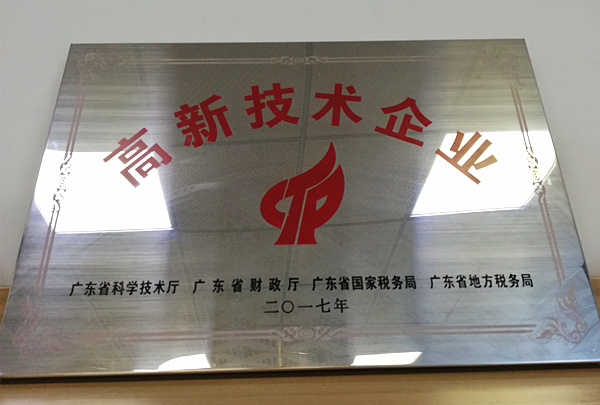 高新技术企业
广东省科学技术厅 广东省财政厅 广东省国家税务局 广东省地方税务局
二〇一七年